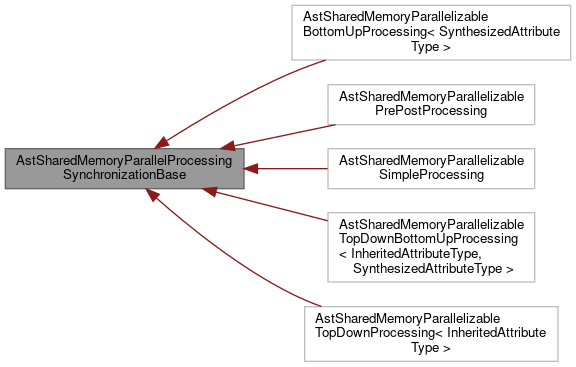 AstSharedMemoryParallelizable
BottomUpProcessing< SynthesizedAttribute
Type >
AstSharedMemoryParallelizable
PrePostProcessing
AstSharedMemoryParallelProcessing
SynchronizationBase
AstSharedMemoryParallelizable
SimpleProcessing
AstSharedMemoryParallelizable
TopDownBottomUpProcessing
< InheritedAttributeType,
SynthesizedAttributeType >
AstSharedMemoryParallelizable
TopDownProcessing< InheritedAttribute
Type >